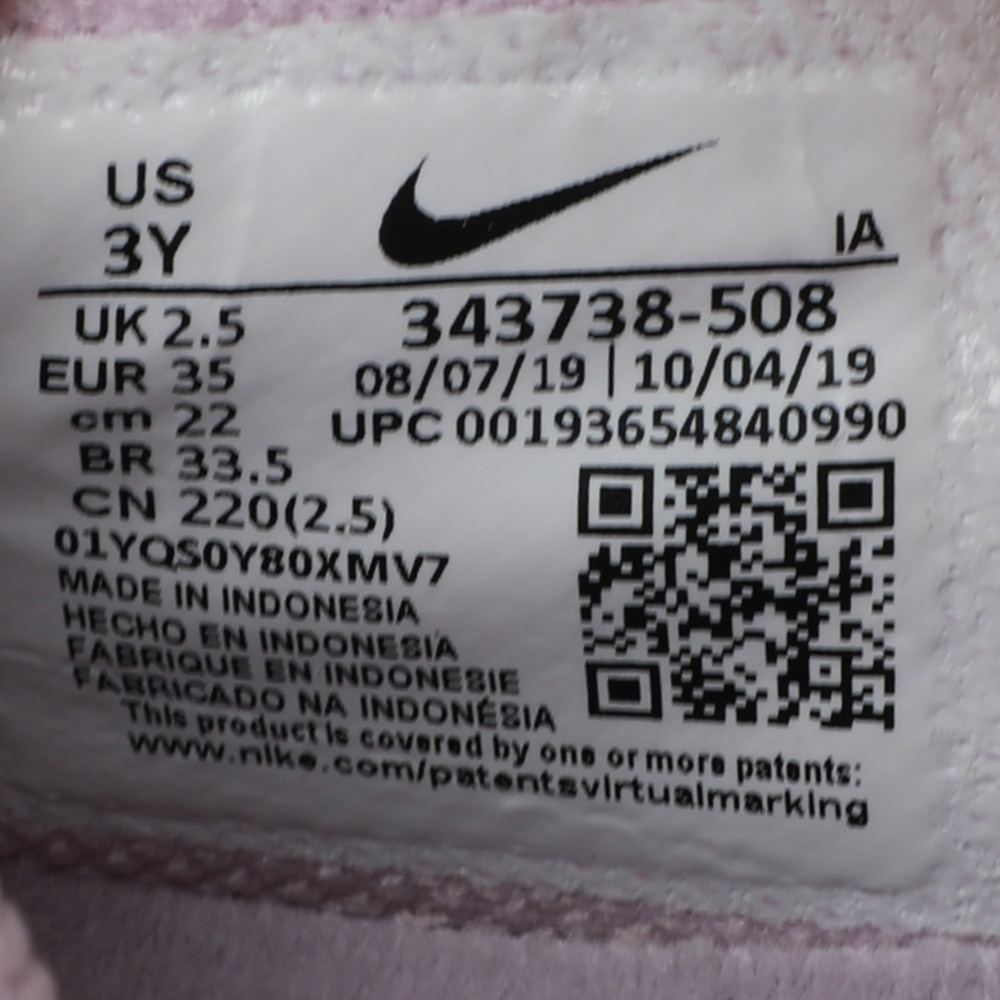 US
3Y
IA
UK 2.5
EUR 35
cm 22
BR 33.5
CN 220(2.5)
343738-508
08/07/19 | 10/04/19
UPC 00193654840990
01YQS0Y80XMV7
MADE IN INDONESIA
HECHO EN INDONESIA
FABRIQUE EN INDONESIE
FABRICADO NA INDONÉSIA
This product is covered by one or more patents:
www.nike.com/patentsvirtualmarking